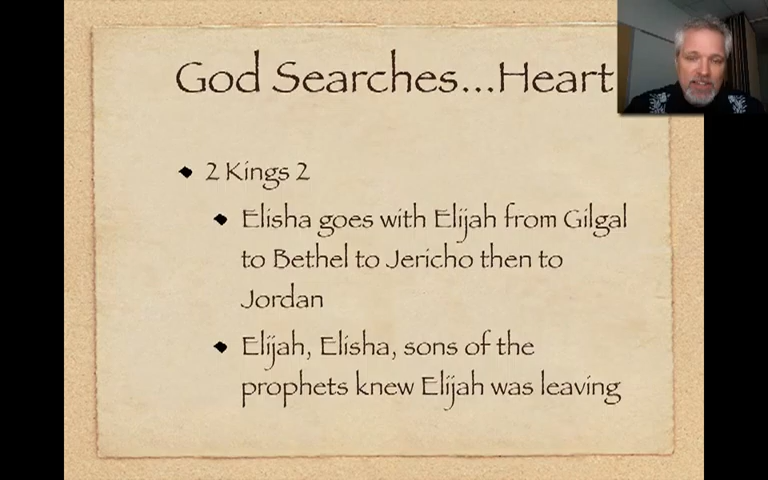 God Searches...Heart
2 Kings 2
Elisha goes with Elijah from Gilgal
to Bethel to Jericho then to
Jordan
Elijah, Elisha, sons of the
prophets knew Elijah was leaving